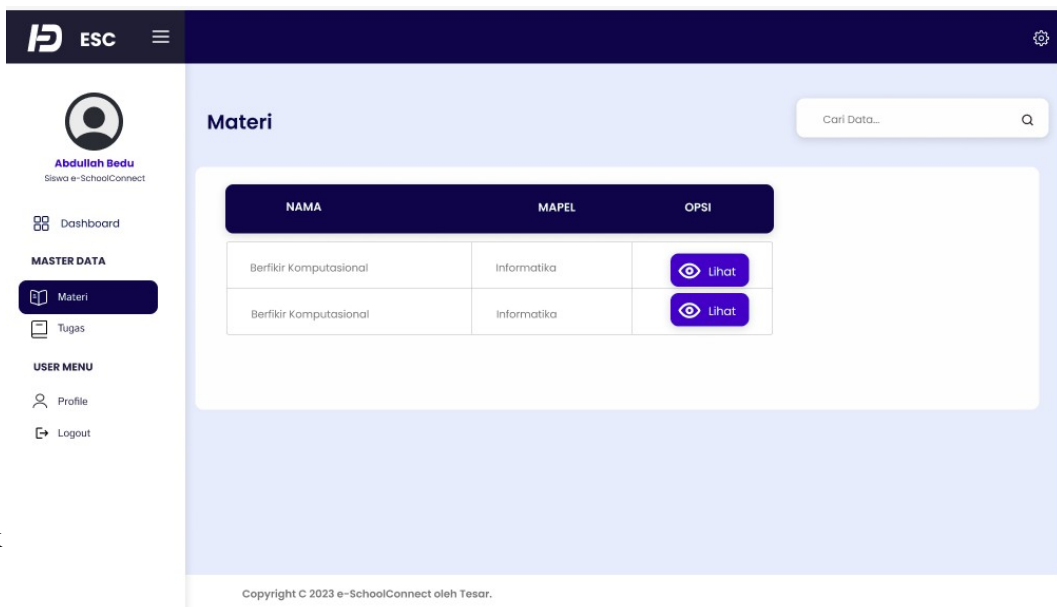 ESC
Abdullah Bedu
Siswa e-SchoolConnect
Dashboard
MASTER DATA
Materi
Tugas
USER MENU
Profile
Logout
Materi
Cari Data...
NAMA MAPEL OPSI
Berfikir Komputasional Informatika Lihat
Berfikir Komputasional Informatika Lihat
Copyright C 2023 e-SchoolConnect oleh Tesar.